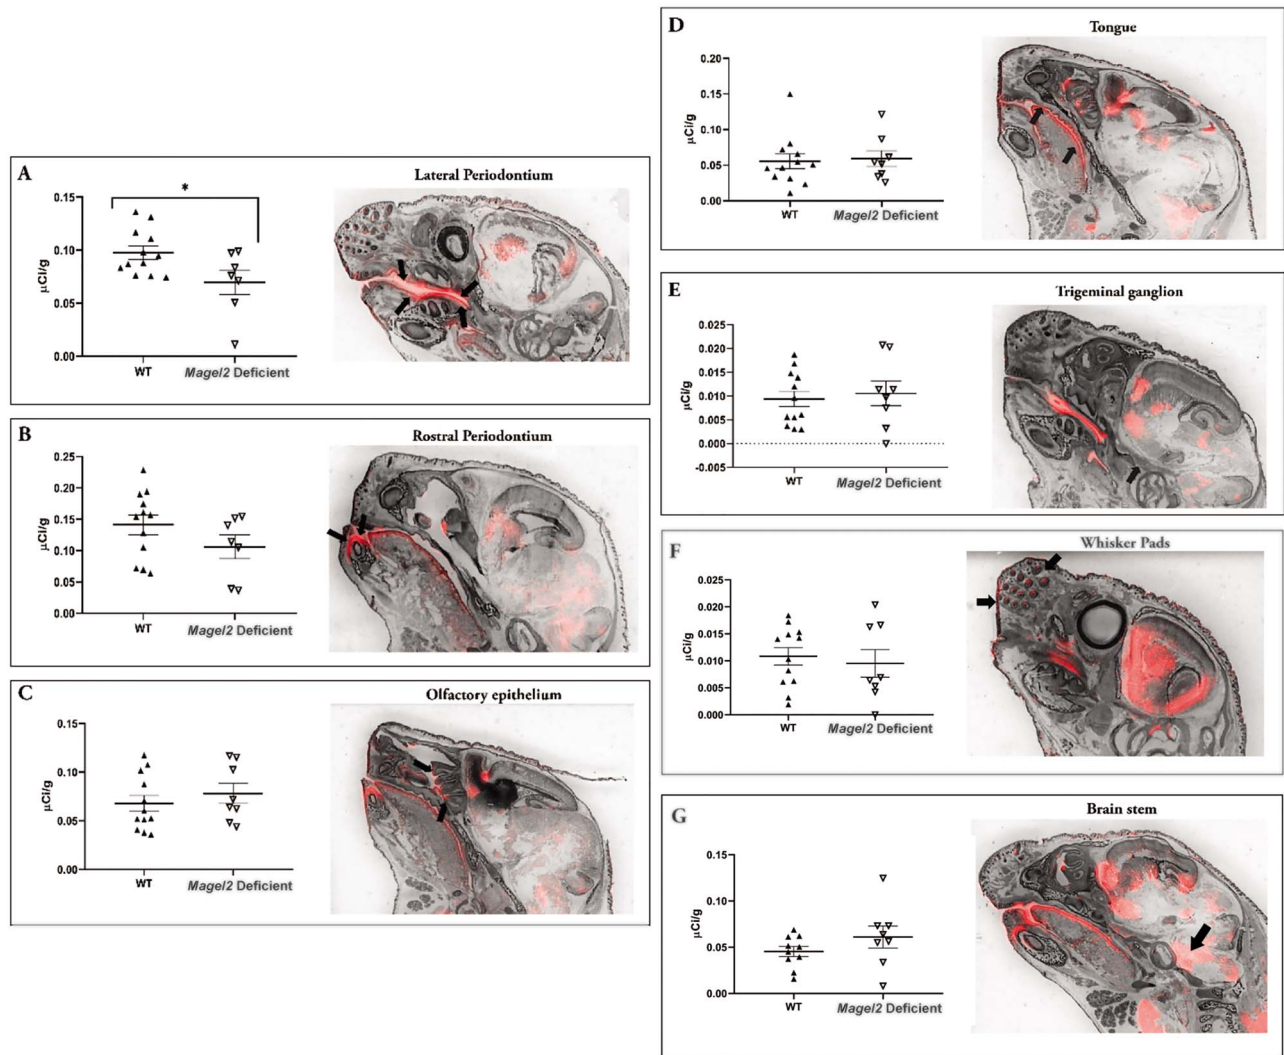 A
Lateral Periodontium
*
0.15
0.10
0.05
0.00
μCi/g
WT
Magel2 Deficient
B
Rostral Periodontium
0.25
0.20
0.15
0.10
0.05
0.00
μCi/g
WT
Magel2 Deficient
C
Olfactory epithelium
0.15
0.10
0.05
0.00
μCi/g
WT
Magel2 Deficient
D
Tongue
0.20
0.15
0.10
0.05
0.00
μCi/g
WT
Magel2 Deficient
E
Trigeminal ganglion
0.025
0.020
0.015
0.010
0.005
0.000
-0.005
μCi/g
WT
Magel2 Deficient
F
Whisker Pads
0.025
0.020
0.015
0.010
0.005
0.000
μCi/g
WT
Magel2 Deficient
G
Brain stem
0.15
0.10
0.05
0.00
μCi/g
WT
Magel2 Deficient